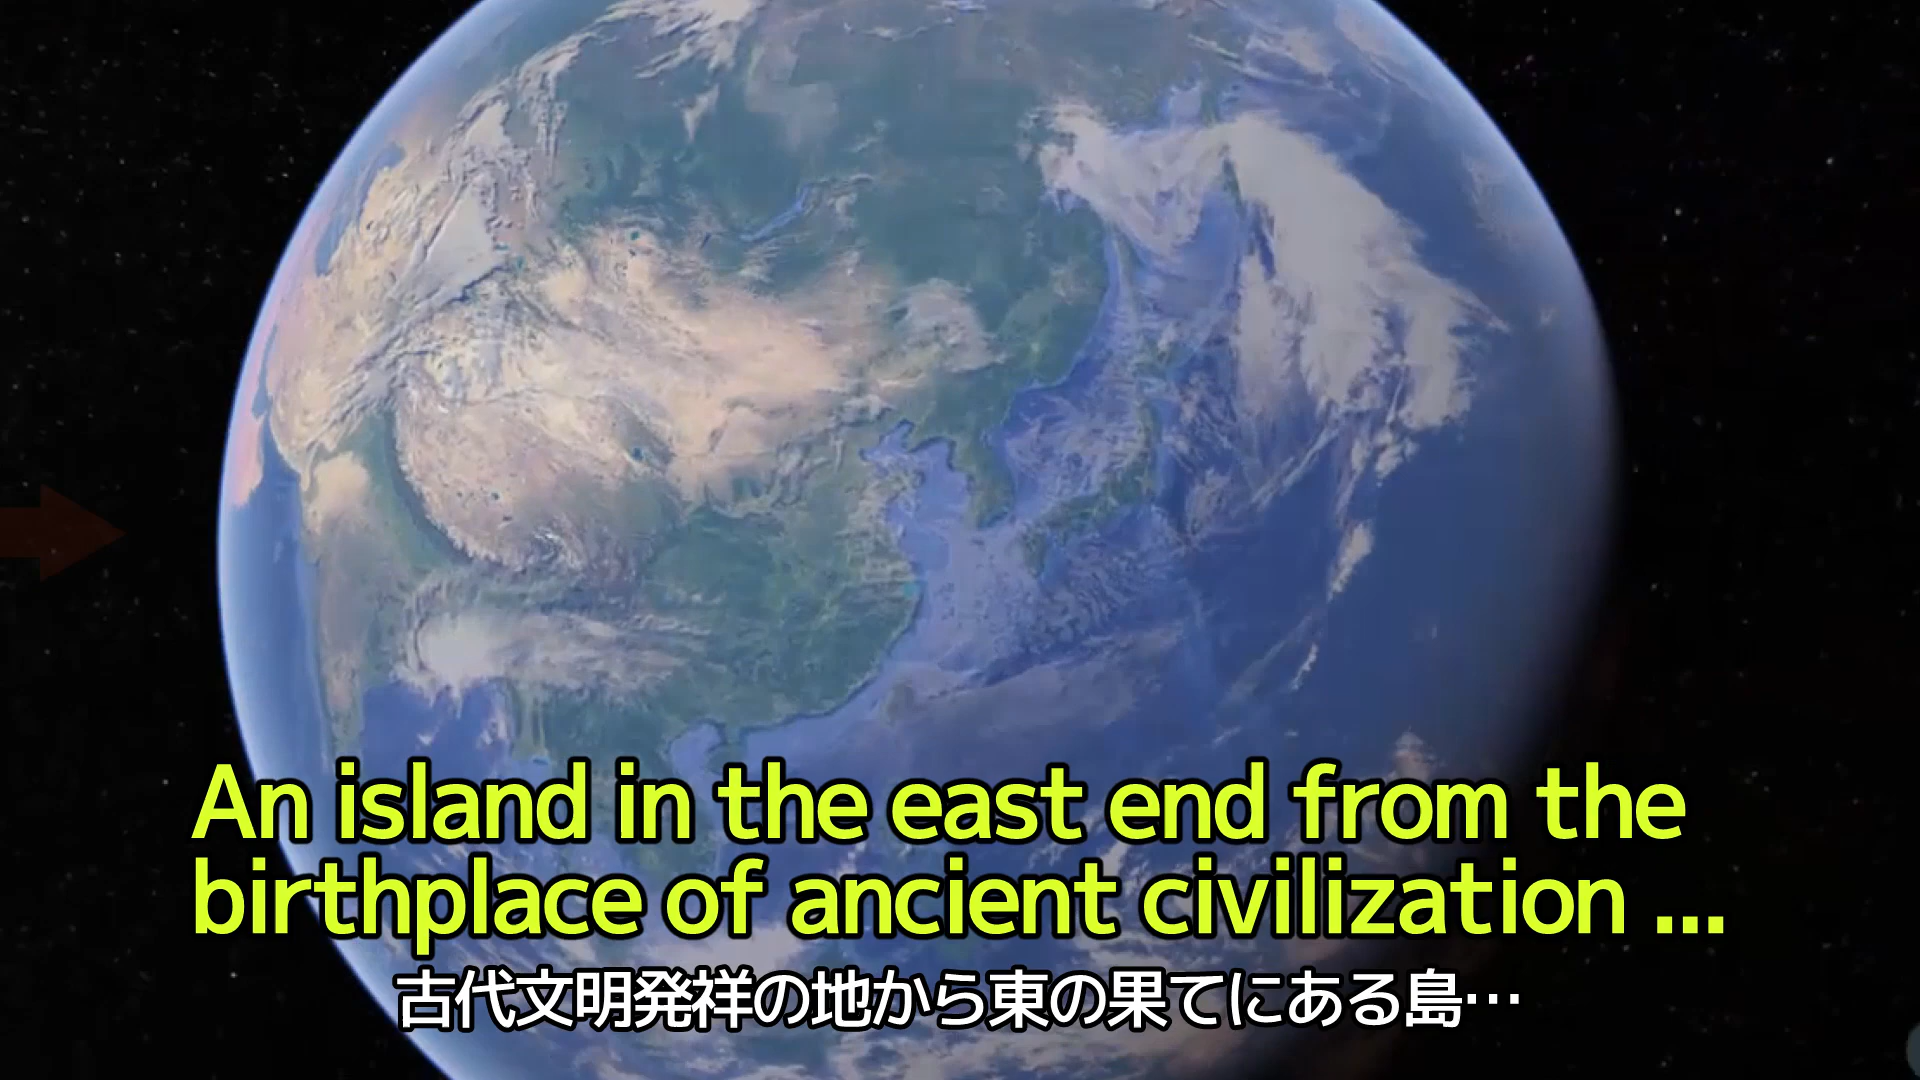 An island in the east end from the
birthplace of ancient civilization ...
古代文明発祥の地から東の果てにある島…